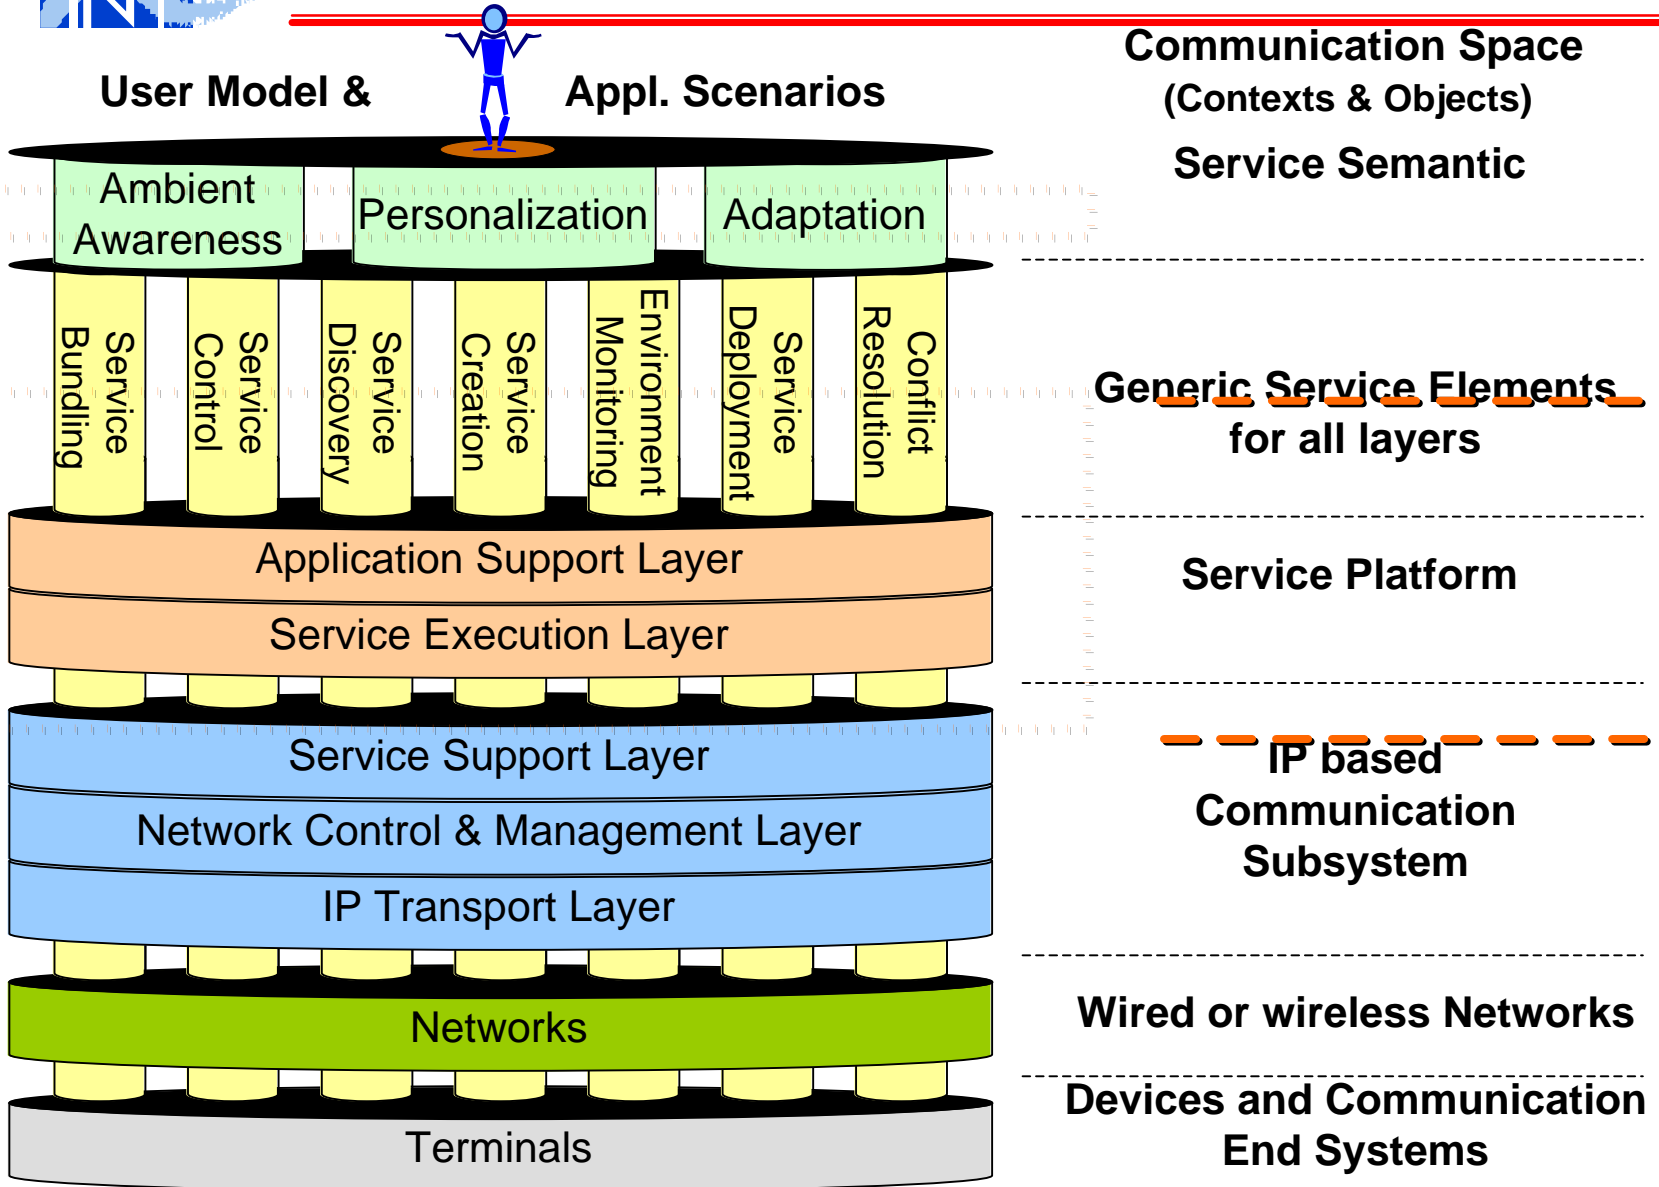 User Model &
Appl. Scenarios
Communication Space
(Contexts & Objects)
Service Semantic
Ambient
Awareness
Personalization
Adaptation
Service
Bundling
Service
Control
Service
Discovery
Service
Creation
Environment
Monitoring
Service
Deployment
Conflict
Resolution
Generic Service Elements
for all layers
Application Support Layer
Service Execution Layer
Service Platform
Service Support Layer
Network Control & Management Layer
IP Transport Layer
IP based
Communication
Subsystem
Networks
Wired or wireless Networks
Terminals
Devices and Communication
End Systems